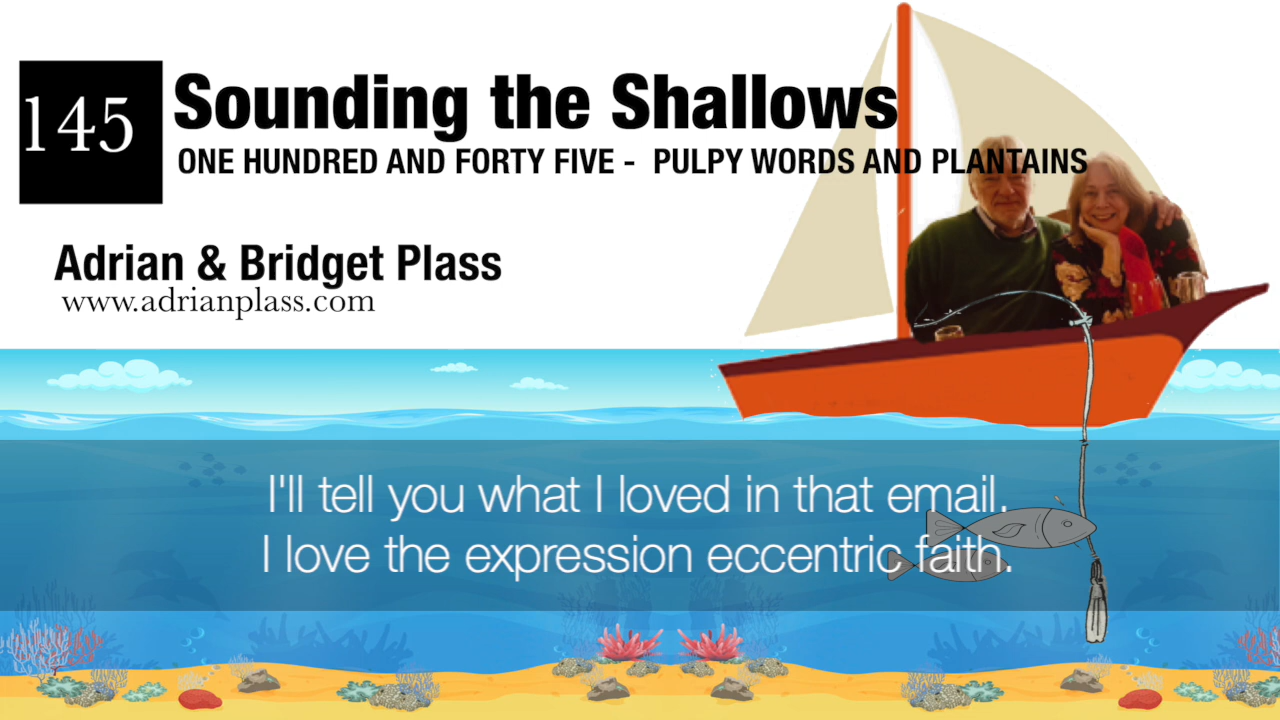 145
Sounding the Shallows
ONE HUNDRED AND FORTY FIVE - PULPY WORDS AND PLANTAINS
Adrian & Bridget Plass
www.adrianplass.com
I'll tell you what I loved in that email.
I love the expression eccentric faith.